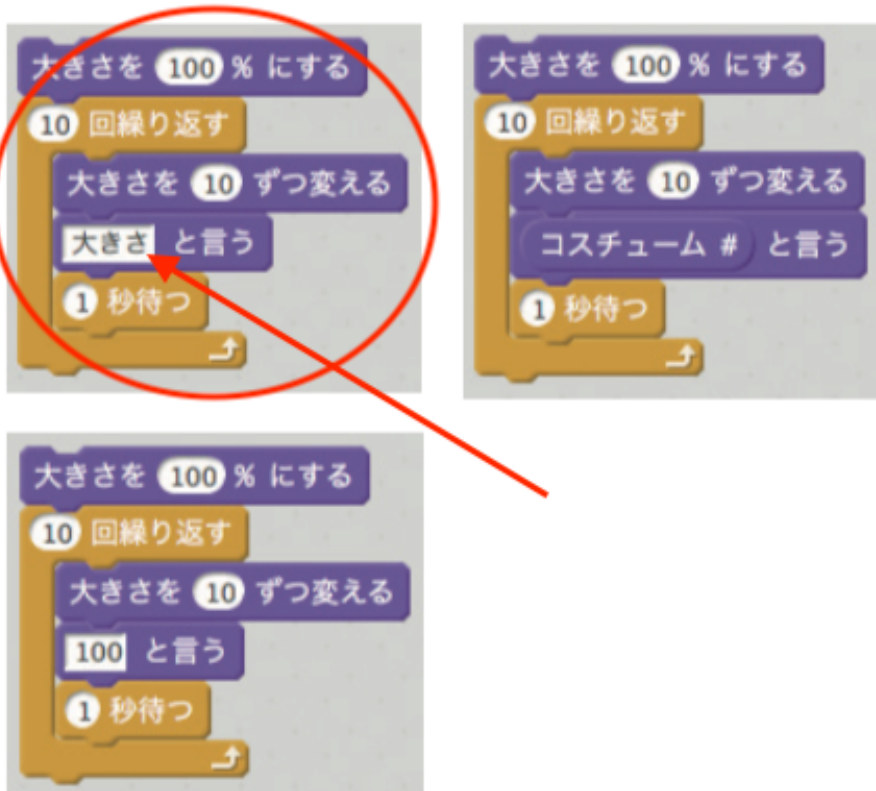 大きさを 100 % にする
10 回繰り返す
大きさを 10 ずつ変える
大きさ と言う
1 秒待つ
大きさを 100 % にする
10 回繰り返す
大きさを 10 ずつ変える
コスチューム # と言う
1 秒待つ
大きさを 100 % にする
10 回繰り返す
大きさを 10 ずつ変える
100 と言う
1 秒待つ